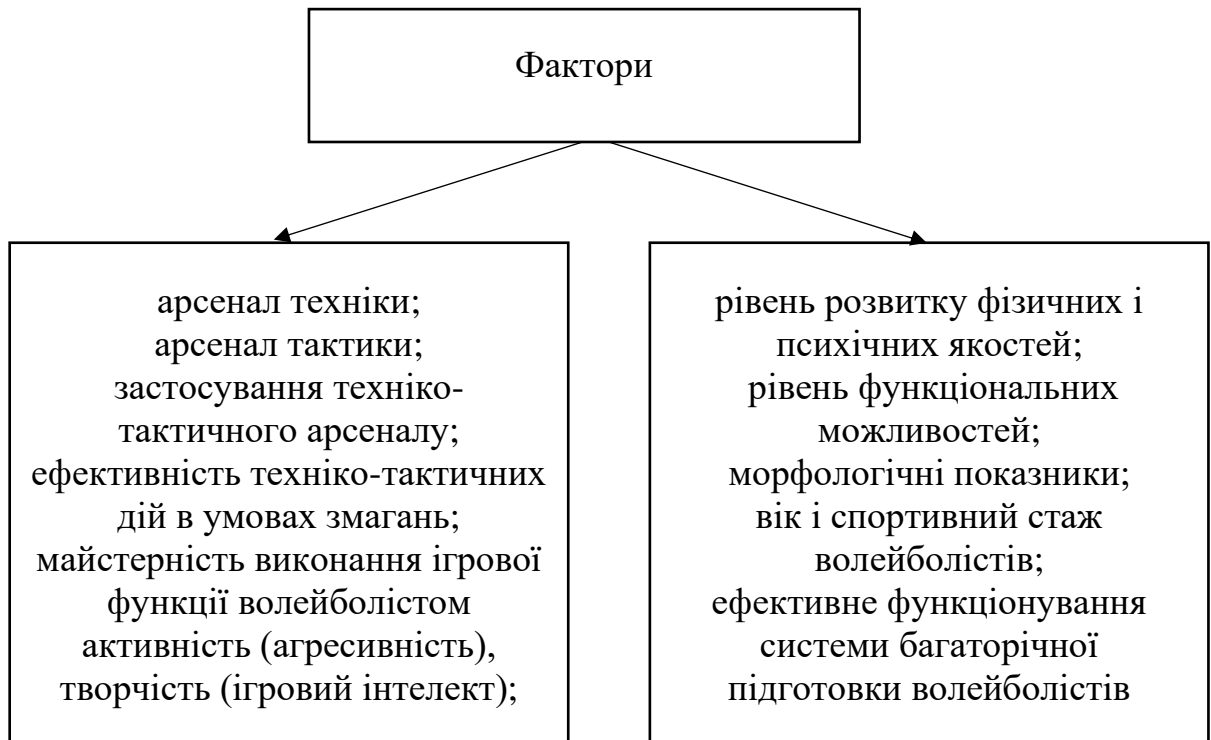 Фактори
арсенал техніки;
арсенал тактики;
застосування техніко-
тактичного арсеналу;
ефективність техніко-тактичних
дій в умовах змагань;
майстерність виконання ігрової
функції волейболістом
активність (агресивність),
творчість (ігровий інтелект);
рівень розвитку фізичних і
психічних якостей;
рівень функціональних
можливостей;
морфологічні показники;
вік і спортивний стаж
волейболістів;
ефективне функціонування
системи багаторічної
підготовки волейболістів